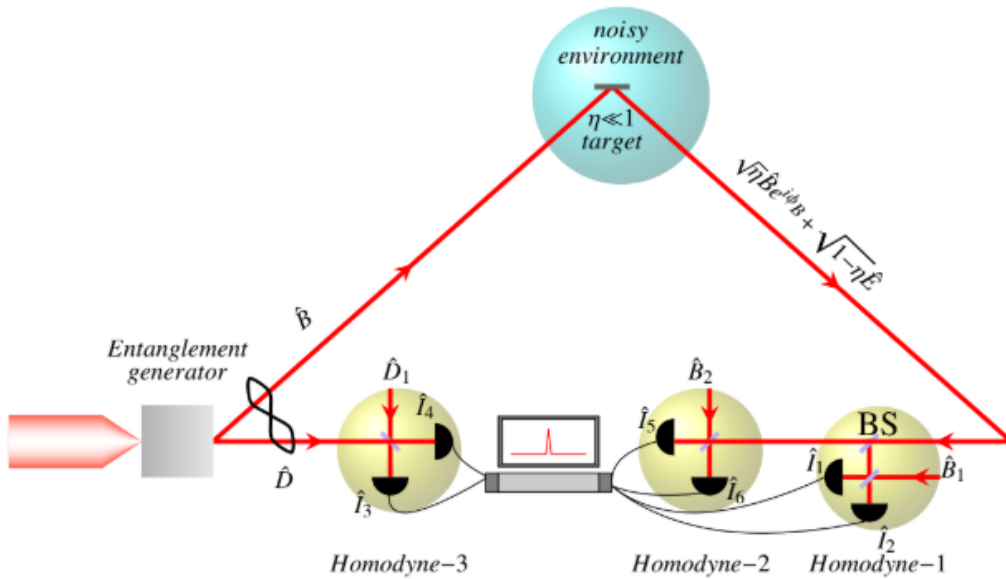 noisy
environment
η≪1
target
√η B̂e^{iϕ_B} + √1−η Ê
B̂
Entanglement
generator
D̂
D̂₁
Î₄
Î₃
B̂₂
Î₅
Î₆
BS
Î₁
B̂₁
Î₂
Homodyne−3
Homodyne−2
Homodyne−1